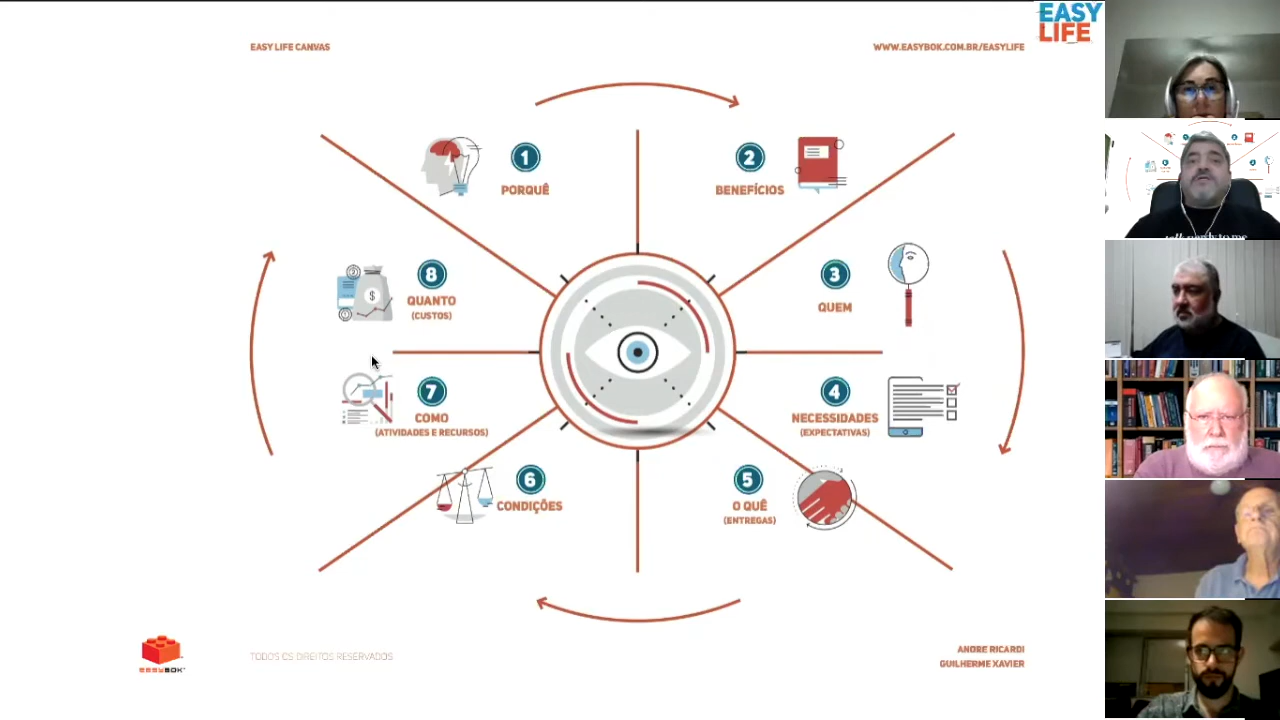 EASY LIFE CANVAS
WWW.EASYBOK.COM.BR/EASYLIFE
EASY
LIFE
1
PORQUÊ
2
BENEFÍCIOS
3
QUEM
4
NECESSIDADES
(EXPECTATIVAS)
5
O QUÊ
(ENTREGAS)
6
CONDIÇÕES
7
COMO
(ATIVIDADES E RECURSOS)
8
QUANTO
(CUSTOS)
EASYBOK
TODOS OS DIREITOS RESERVADOS
ANDRE RICARDI
GUILHERME XAVIER